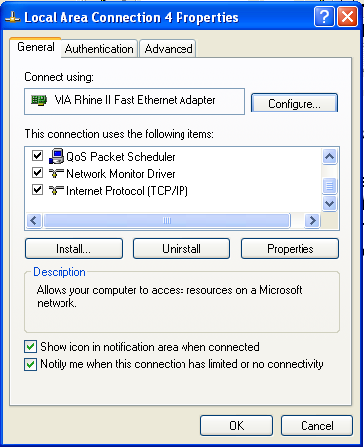 Local Area Connection 4 Properties
General Authentication Advanced
Connect using:
VIA Rhine II Fast Ethernet Adapter
Configure...
This connection uses the following items:
QoS Packet Scheduler
Network Monitor Driver
Internet Protocol (TCP/IP)
Install... Uninstall Properties
Description
Allows your computer to access resources on a Microsoft
network.
Show icon in notification area when connected
Notify me when this connection has limited or no connectivity
OK Cancel